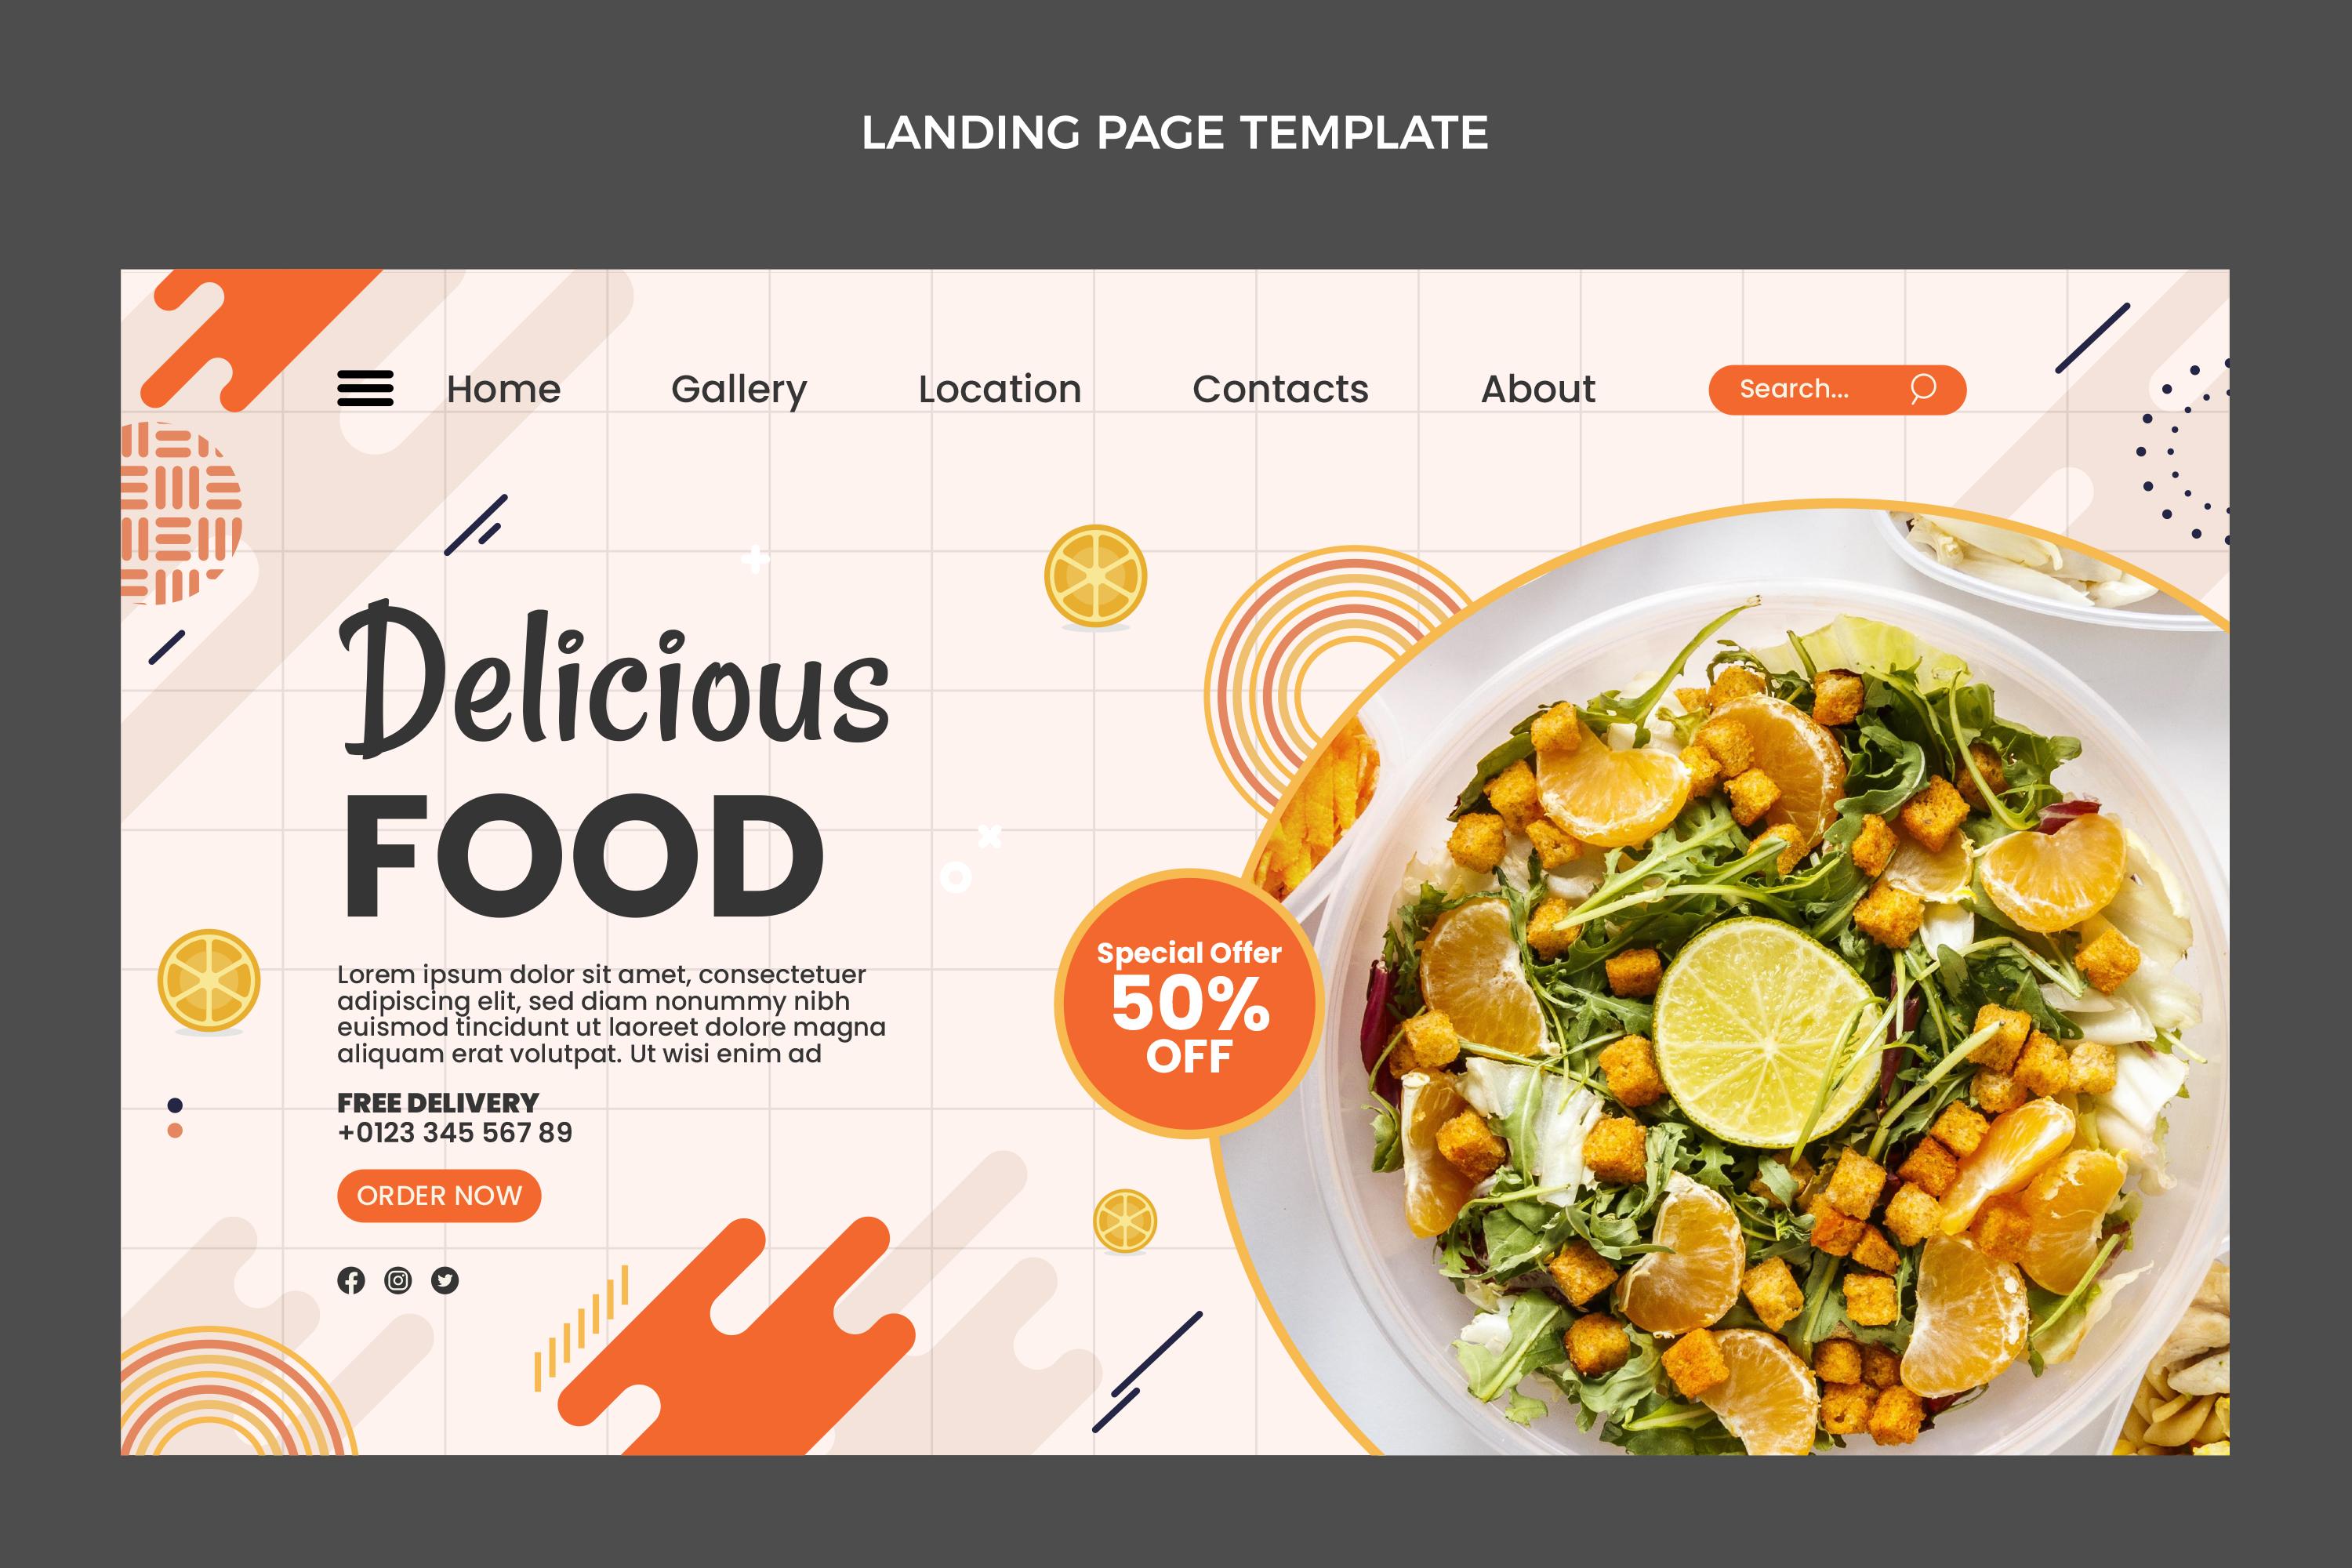 LANDING PAGE TEMPLATE
Home Gallery Location Contacts About Search...
Delicious
FOOD
Lorem ipsum dolor sit amet, consectetuer
adipiscing elit, sed diam nonummy nibh
euismod tincidunt ut laoreet dolore magna
aliquam erat volutpat. Ut wisi enim ad
FREE DELIVERY
+0123 345 567 89
ORDER NOW
Special Offer
50%
OFF